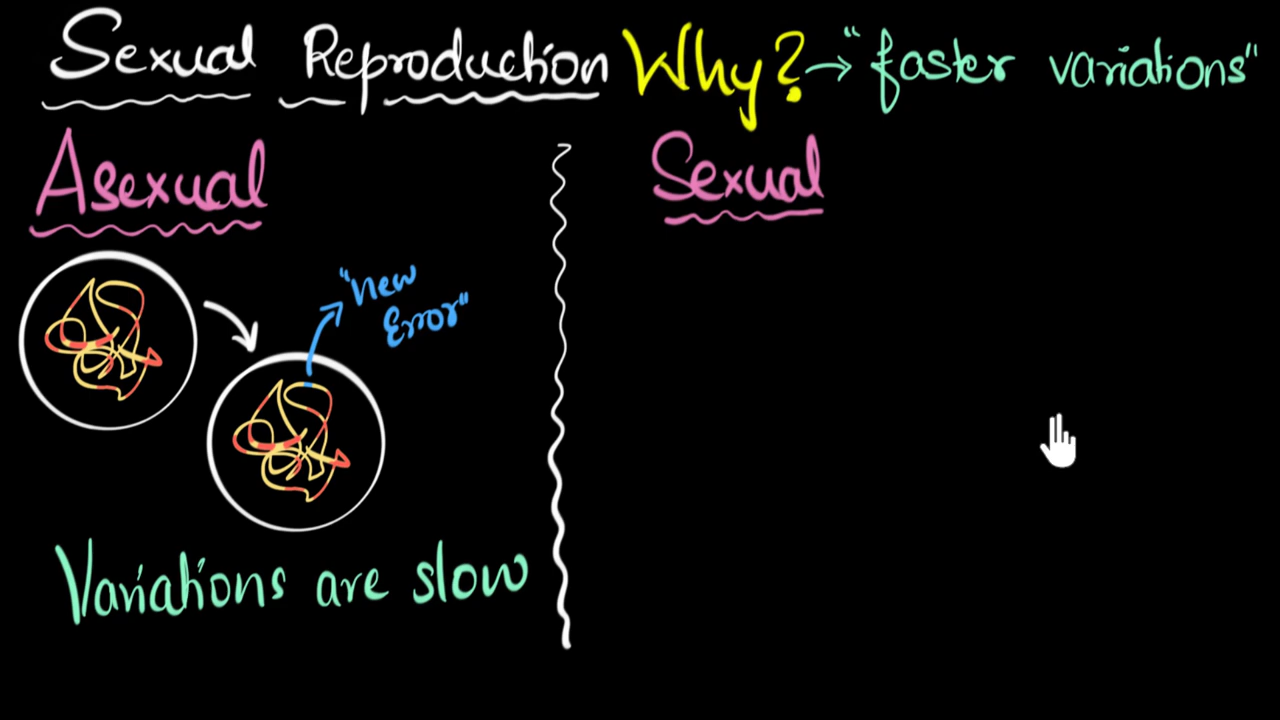 Sexual Reproduction Why? → "faster variations"
Asexual
Sexual
"new
Error"
Variations are slow